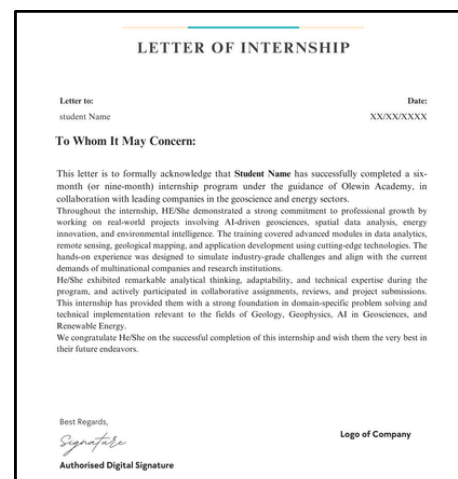 LETTER OF INTERNSHIP
Letter to:
Date:
student Name
XX/XX/XXXX
To Whom It May Concern:
This letter is to formally acknowledge that Student Name has successfully completed a six-
month (or nine-month) internship program under the guidance of Olewin Academy, in
collaboration with leading companies in the geoscience and energy sectors.
Throughout the internship, HE/She demonstrated a strong commitment to professional growth by
working on real-world projects involving AI-driven geosciences, spatial data analysis, energy
innovation, and environmental intelligence. The training covered advanced modules in data analytics,
remote sensing, geological mapping, and application development using cutting-edge technologies. The
hands-on experience was designed to simulate industry-grade challenges and align with the current
demands of multinational companies and research institutions.
He/She exhibited remarkable analytical thinking, adaptability, and technical expertise during the
program, and actively participated in collaborative assignments, reviews, and project submissions.
This internship has provided them with a strong foundation in domain-specific problem solving and
technical implementation relevant to the fields of Geology, Geophysics, AI in Geosciences, and
Renewable Energy.
We congratulate He/She on the successful completion of this internship and wish them the very best in
their future endeavors.
Best Regards,
Signature
Logo of Company
Authorised Digital Signature